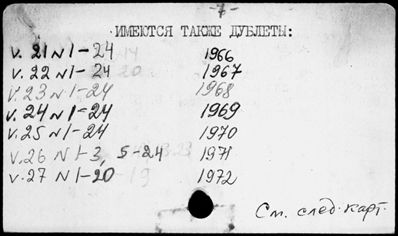 - 7 -
ИМЕЮТСЯ ТАКЖЕ ДУБЛЕТЫ:
v. 21 N 1-24 1966
v. 22 N 1-24 1967
v. 23 N 1-24 1968
v. 24 N 1-24 1969
v. 25 N 1-24 1970
v. 26 N 1-3, 5-24 1971
v. 27 N 1-20 1972
См. след. карт.